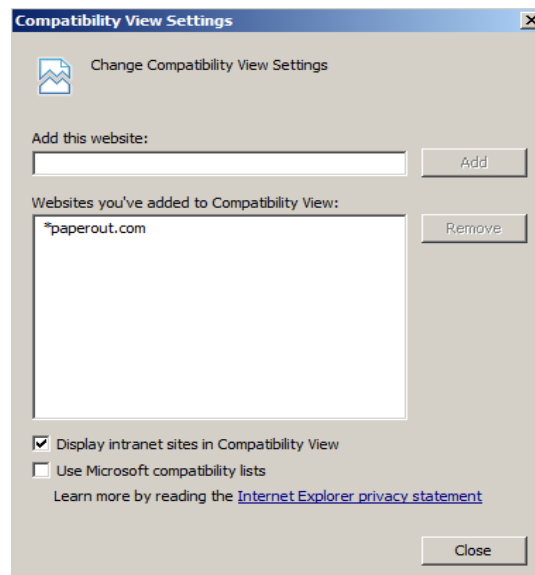 Compatibility View Settings
Change Compatibility View Settings
Add this website:
Add
Websites you've added to Compatibility View:
*paperout.com
Remove
Display intranet sites in Compatibility View
Use Microsoft compatibility lists
Learn more by reading the Internet Explorer privacy statement
Close